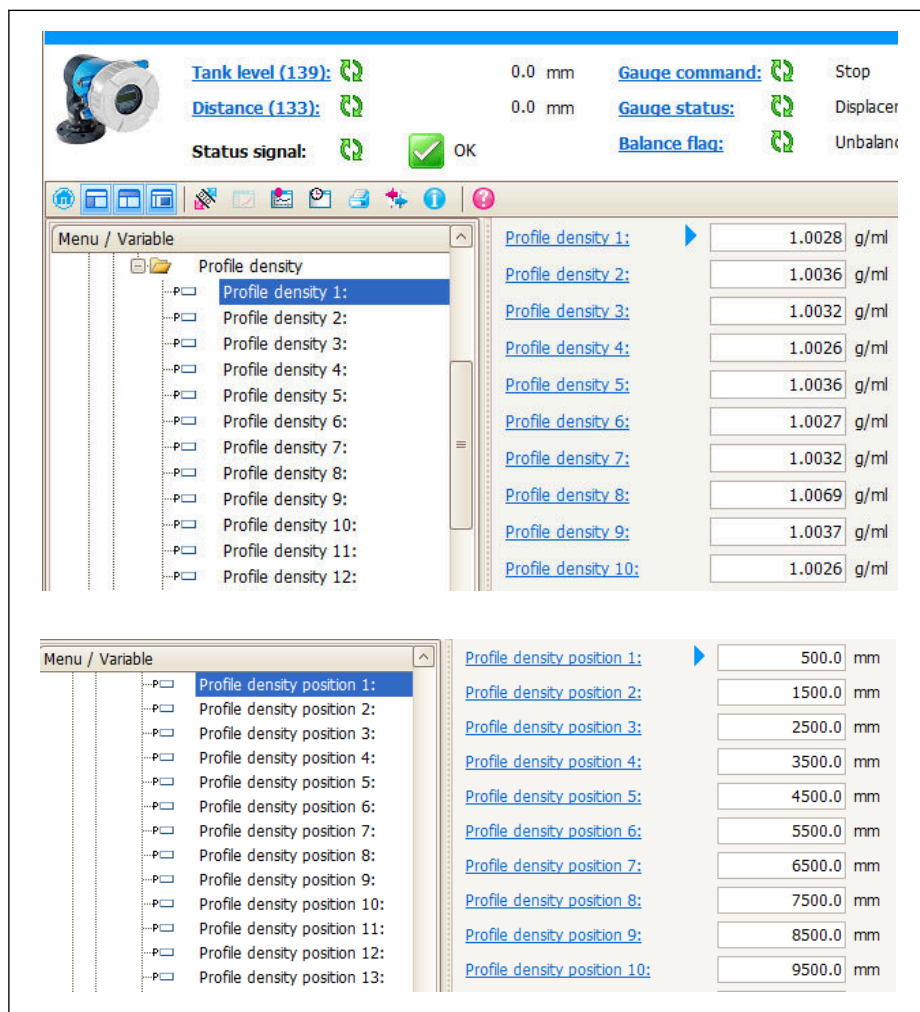 Tank level (139): 0.0 mm Gauge command: Stop
Distance (133): 0.0 mm Gauge status: Displacer
Status signal: OK Balance flag: Unbalanc
Menu / Variable
Profile density
Profile density 1:
Profile density 2:
Profile density 3:
Profile density 4:
Profile density 5:
Profile density 6:
Profile density 7:
Profile density 8:
Profile density 9:
Profile density 10:
Profile density 11:
Profile density 12:
Profile density 1: 1.0028 g/ml
Profile density 2: 1.0036 g/ml
Profile density 3: 1.0032 g/ml
Profile density 4: 1.0026 g/ml
Profile density 5: 1.0036 g/ml
Profile density 6: 1.0027 g/ml
Profile density 7: 1.0032 g/ml
Profile density 8: 1.0069 g/ml
Profile density 9: 1.0037 g/ml
Profile density 10: 1.0026 g/ml
Menu / Variable
Profile density position 1:
Profile density position 2:
Profile density position 3:
Profile density position 4:
Profile density position 5:
Profile density position 6:
Profile density position 7:
Profile density position 8:
Profile density position 9:
Profile density position 10:
Profile density position 11:
Profile density position 12:
Profile density position 13:
Profile density position 1: 500.0 mm
Profile density position 2: 1500.0 mm
Profile density position 3: 2500.0 mm
Profile density position 4: 3500.0 mm
Profile density position 5: 4500.0 mm
Profile density position 6: 5500.0 mm
Profile density position 7: 6500.0 mm
Profile density position 8: 7500.0 mm
Profile density position 9: 8500.0 mm
Profile density position 10: 9500.0 mm